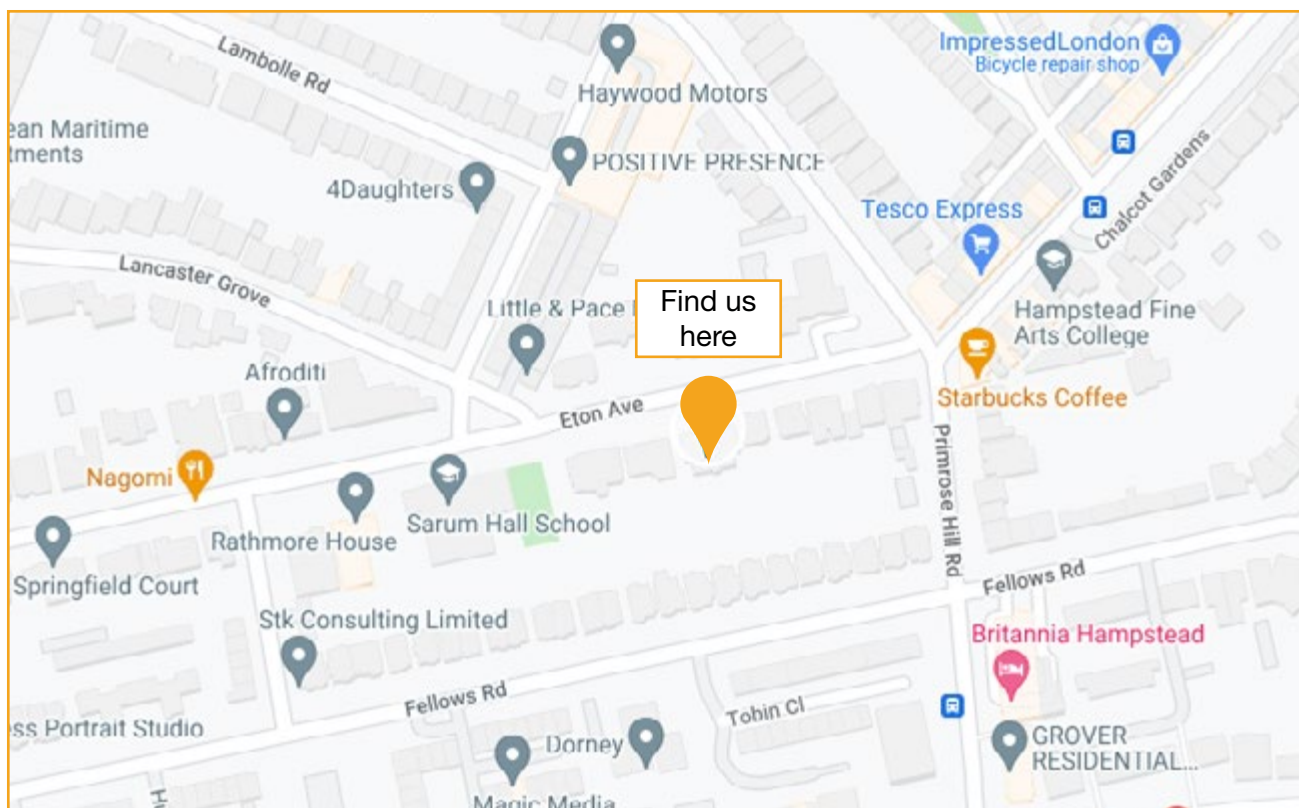 Lambolle Rd
ImpressedLondon
Bicycle repair shop
Haywood Motors
ean Maritime
tments
POSITIVE PRESENCE
4Daughters
Chalcot Gardens
Tesco Express
Lancaster Grove
Find us
here
Little & Pace
Hampstead Fine
Arts College
Afroditi
Starbucks Coffee
Eton Ave
Nagomi
Primrose Hill Rd
Sarum Hall School
Rathmore House
Springfield Court
Fellows Rd
Stk Consulting Limited
Britannia Hampstead
Fellows Rd
Tobin Cl
ess Portrait Studio
Dorney
GROVER
RESIDENTIAL...
Magic Media